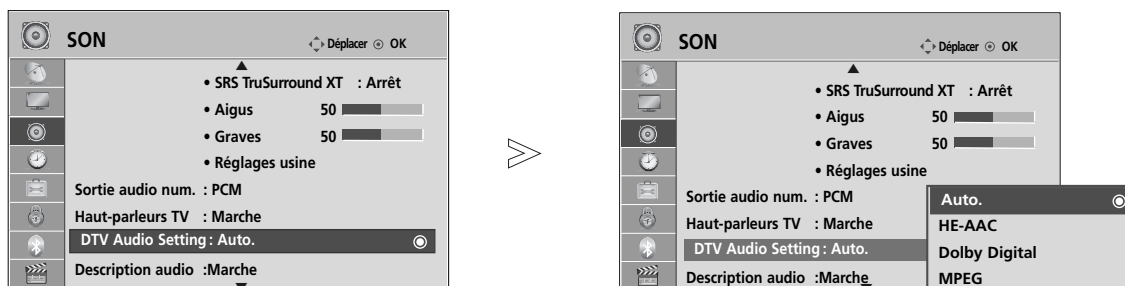 SON
Déplacer OK
• SRS TruSurround XT : Arrêt
• Aigus 50
• Graves 50
• Réglages usine
Sortie audio num. : PCM
Haut-parleurs TV : Marche
DTV Audio Setting : Auto.
Description audio :Marche
SON
Déplacer OK
• SRS TruSurround XT : Arrêt
• Aigus 50
• Graves 50
• Réglages usine
Sortie audio num. : PCM
Haut-parleurs TV : Marche
DTV Audio Setting : Auto.
Description audio :Marche
Auto.
HE-AAC
Dolby Digital
MPEG